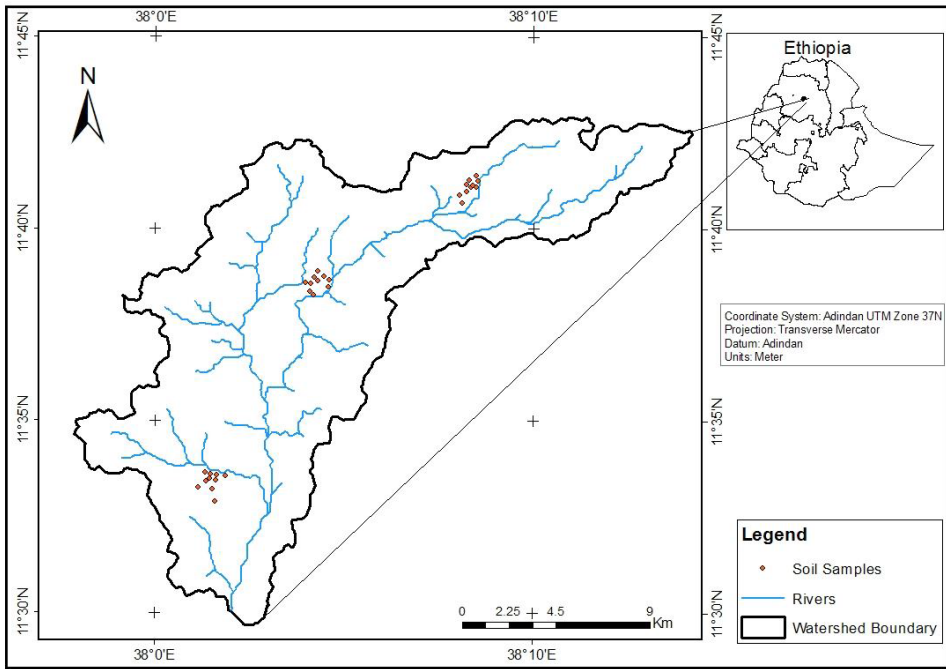 38°0'E
38°10'E
11°45'N
11°45'N
N
Ethiopia
11°40'N
11°40'N
Coordinate System: Adindan UTM Zone 37N
Projection: Transverse Mercator
Datum: Adindan
Units: Meter
11°35'N
11°35'N
Legend
Soil Samples
Rivers
Watershed Boundary
0 2.25 4.5 9
Km
11°30'N
11°30'N
38°0'E
38°10'E